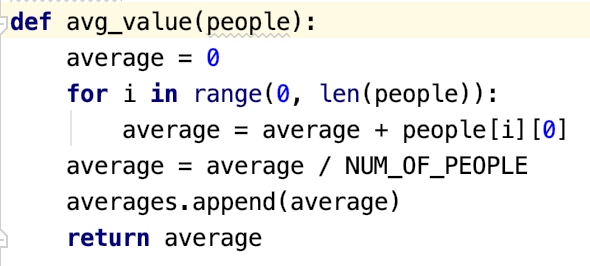 def avg_value(people):
    average = 0
    for i in range(0, len(people)):
        average = average + people[i][0]
    average = average / NUM_OF_PEOPLE
    averages.append(average)
    return average